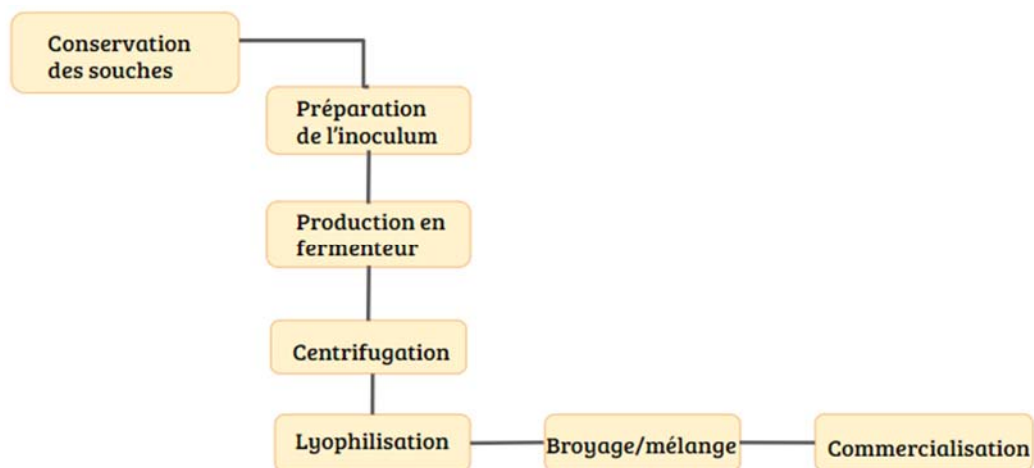 Conservation
des souches
Préparation
de l'inoculum
Production en
fermenteur
Centrifugation
Lyophilisation
Broyage/mélange
Commercialisation